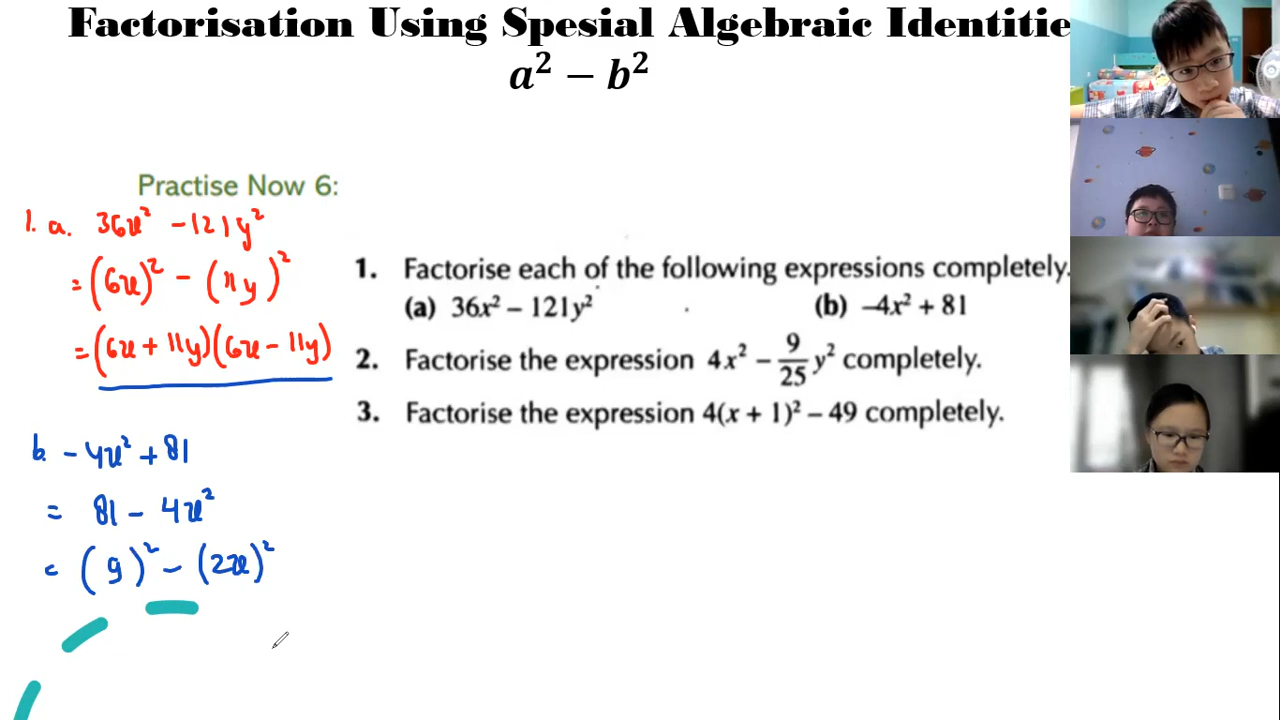 Factorisation Using Spesial Algebraic Identitie
a² − b²
Practise Now 6:
1. a. 36x² − 121y²
= (6x)² − (11y)²
= (6x + 11y)(6x − 11y)
b. − 4x² + 81
= 81 − 4x²
= (9)² − (2x)²
1. Factorise each of the following expressions completely.
(a) 36x² − 121y² (b) −4x² + 81
2. Factorise the expression 4x² − 9/25 y² completely.
3. Factorise the expression 4(x + 1)² − 49 completely.